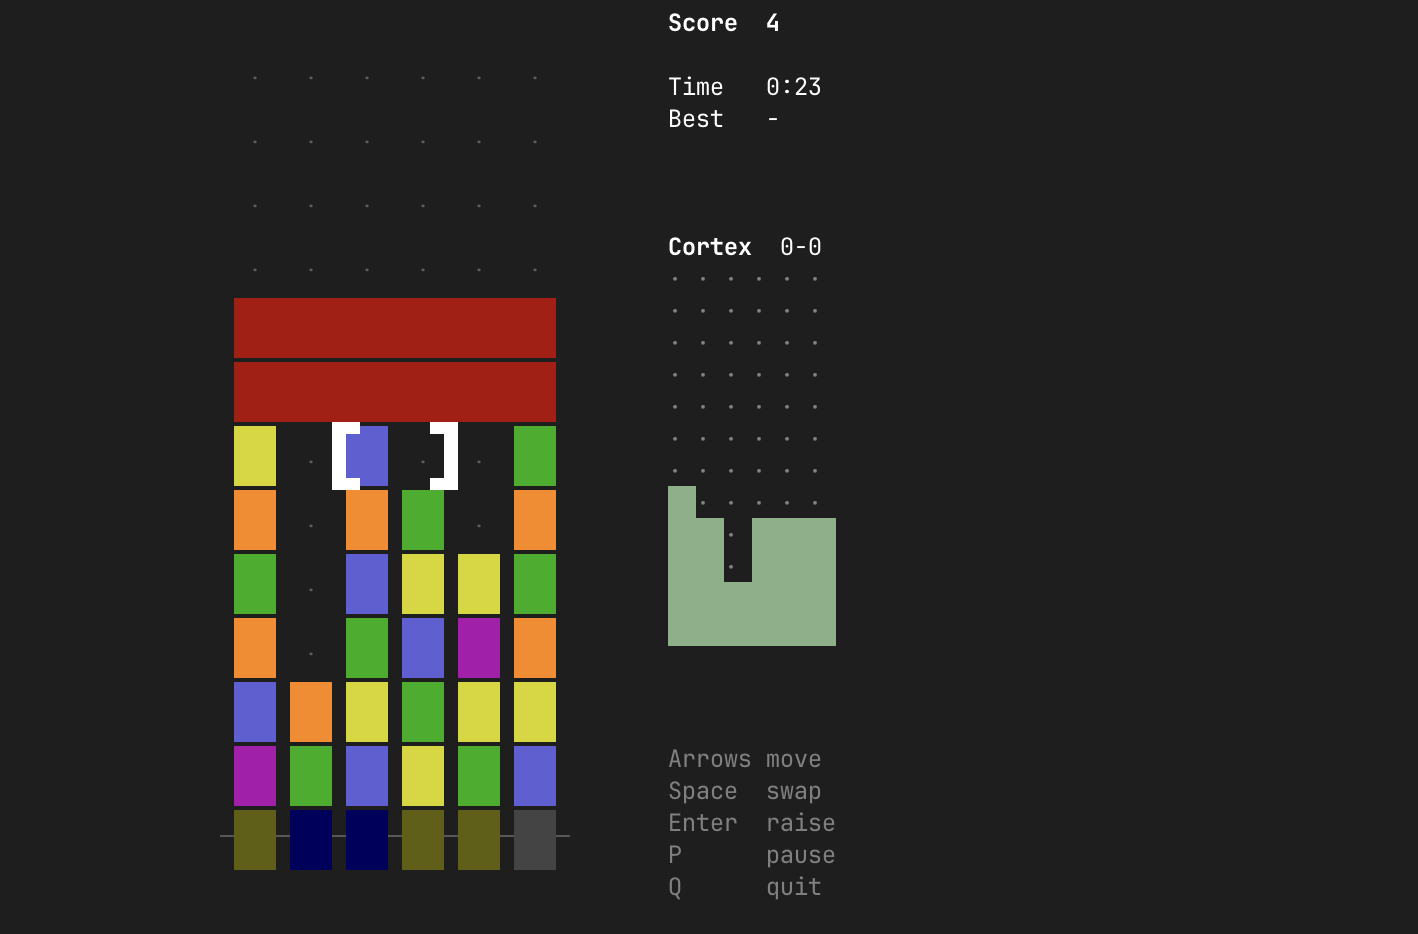 Score  4
Time   0:23
Best   -
Cortex  0-0
Arrows move
Space  swap
Enter  raise
P      pause
Q      quit